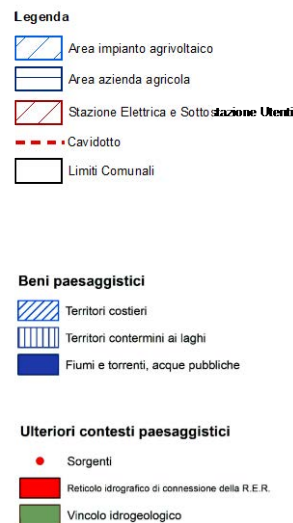 Legenda
Area impianto agrivoltaico
Area azienda agricola
Stazione Elettrica e Sottostazione Utenti
Cavidotto
Limiti Comunali
Beni paesaggistici
Territori costieri
Territori contermini ai laghi
Fiumi e torrenti, acque pubbliche
Ulteriori contesti paesaggistici
Sorgenti
Reticolo idrografico di connessione della R.E.R.
Vincolo idrogeologico